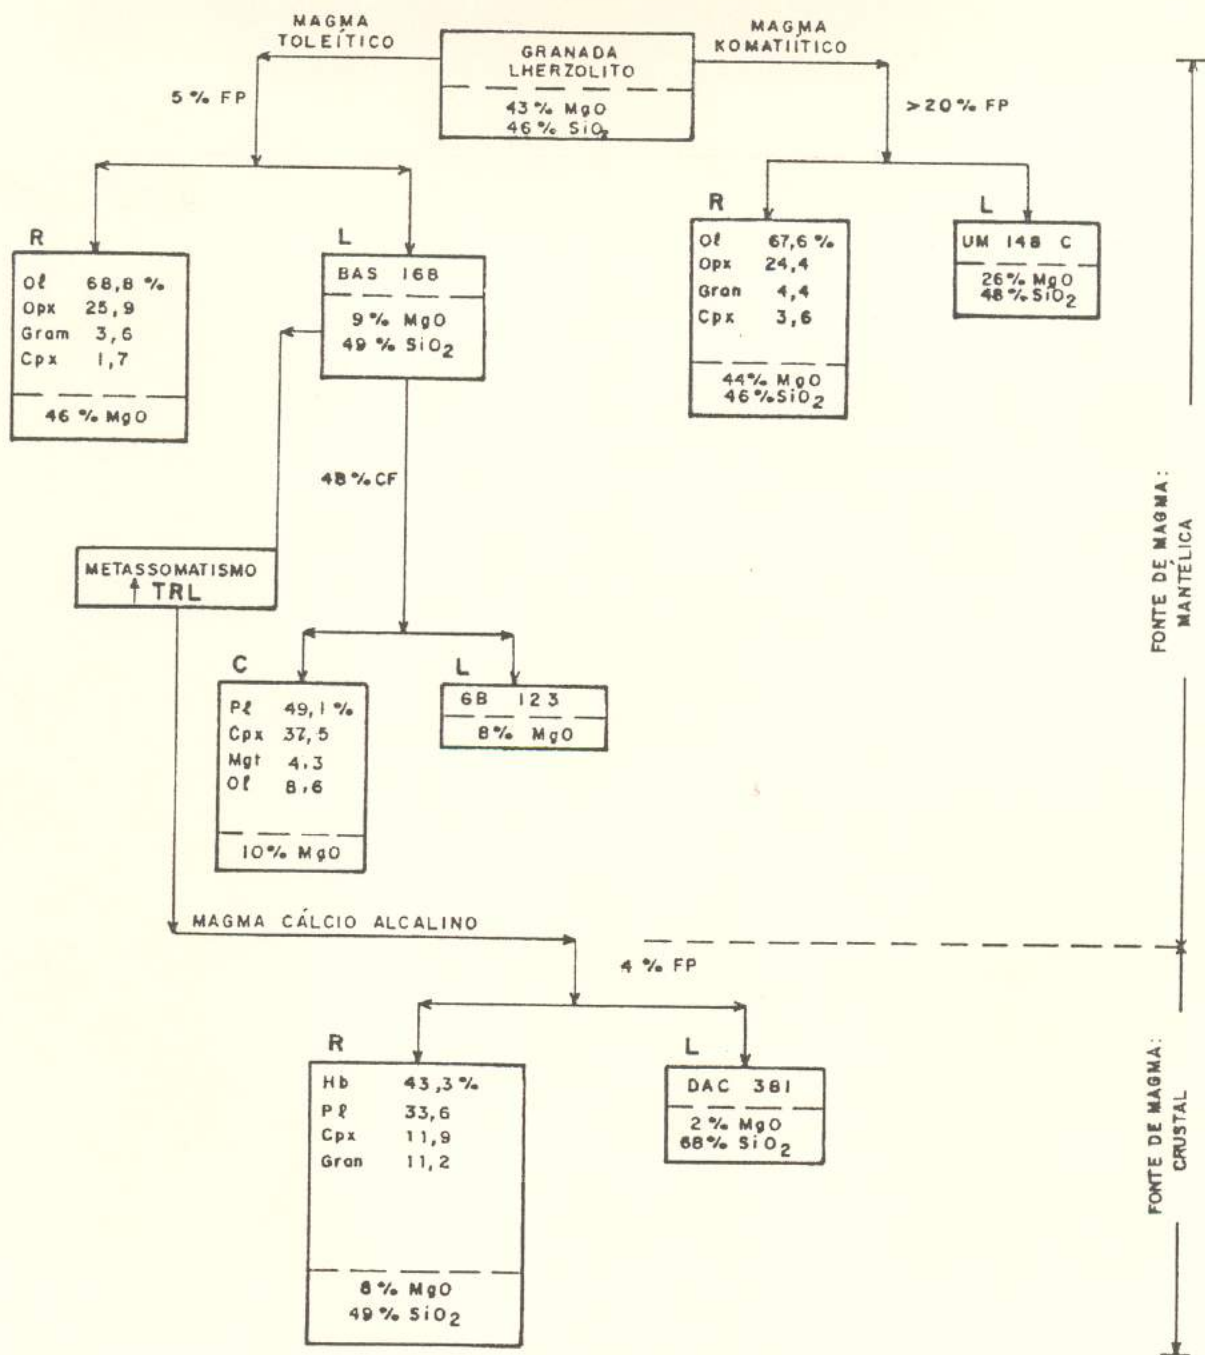 MAGMA
TOLEÍTICO
GRANADA
LHERZOLITO
43% MgO
46% SiO₂
MAGMA
KOMATIÍTICO
5% FP
>20% FP
R
Oℓ 68,8 %
Opx 25,9
Gram 3,6
Cpx 1,7
46 % MgO
L
BAS 168
9% MgO
49% SiO₂
R
Oℓ 67,6 %
Opx 24,4
Gran 4,4
Cpx 3,6
44% MgO
46% SiO₂
L
UM 148 C
26% MgO
48% SiO₂
48% CF
METASSOMATISMO
↑ TRL
C
Pℓ 49,1%
Cpx 37,5
Mgt 4,3
Oℓ 8,6
10% MgO
L
GB 123
8% MgO
MAGMA CÁLCIO ALCALINO
4% FP
R
Hb 43,3%
Pℓ 33,6
Cpx 11,9
Gran 11,2
8% MgO
49% SiO₂
L
DAC 381
2% MgO
68% SiO₂
FONTE DE MAGMA:
MANTÉLICA
FONTE DE MAGMA:
CRUSTAL